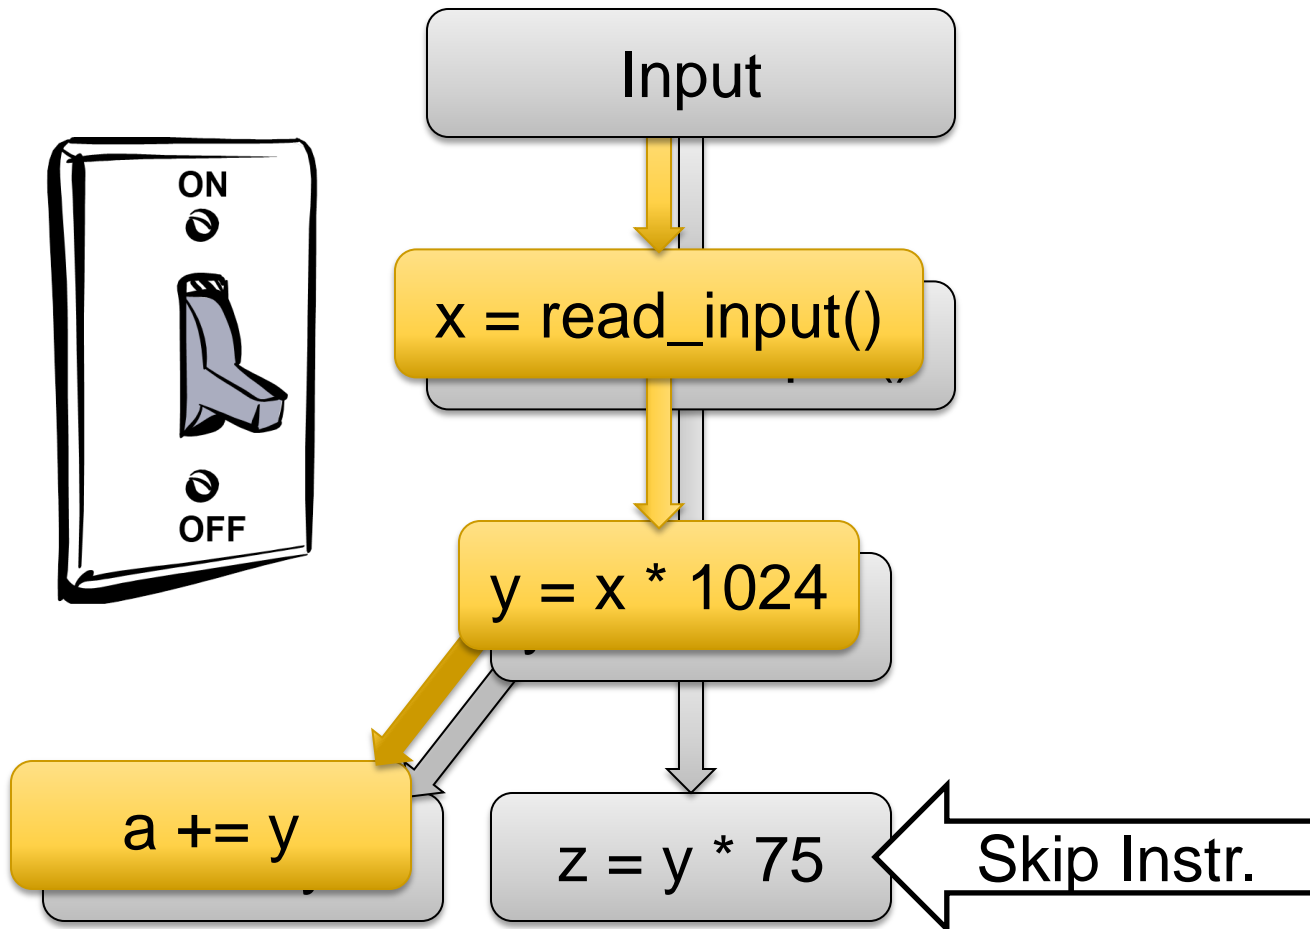 Input
ON
x = read_input()
OFF
y = x * 1024
a += y
z = y * 75
Skip Instr.